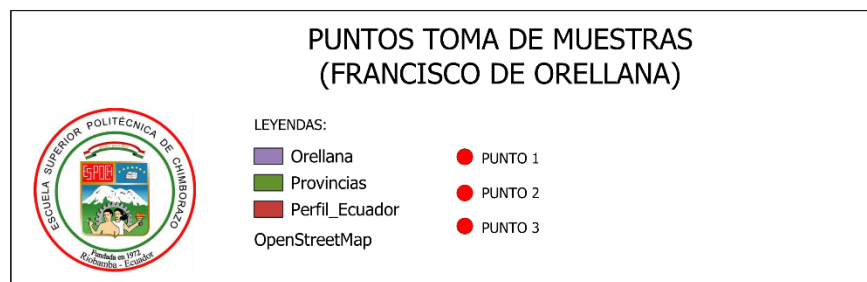 PUNTOS TOMA DE MUESTRAS
(FRANCISCO DE ORELLANA)
ESCUELA SUPERIOR POLITÉCNICA DE CHIMBORAZO
ESPOCH
Fundada en 1972
Riobamba - Ecuador
LEYENDAS:
Orellana
Provincias
Perfil_Ecuador
OpenStreetMap
PUNTO 1
PUNTO 2
PUNTO 3